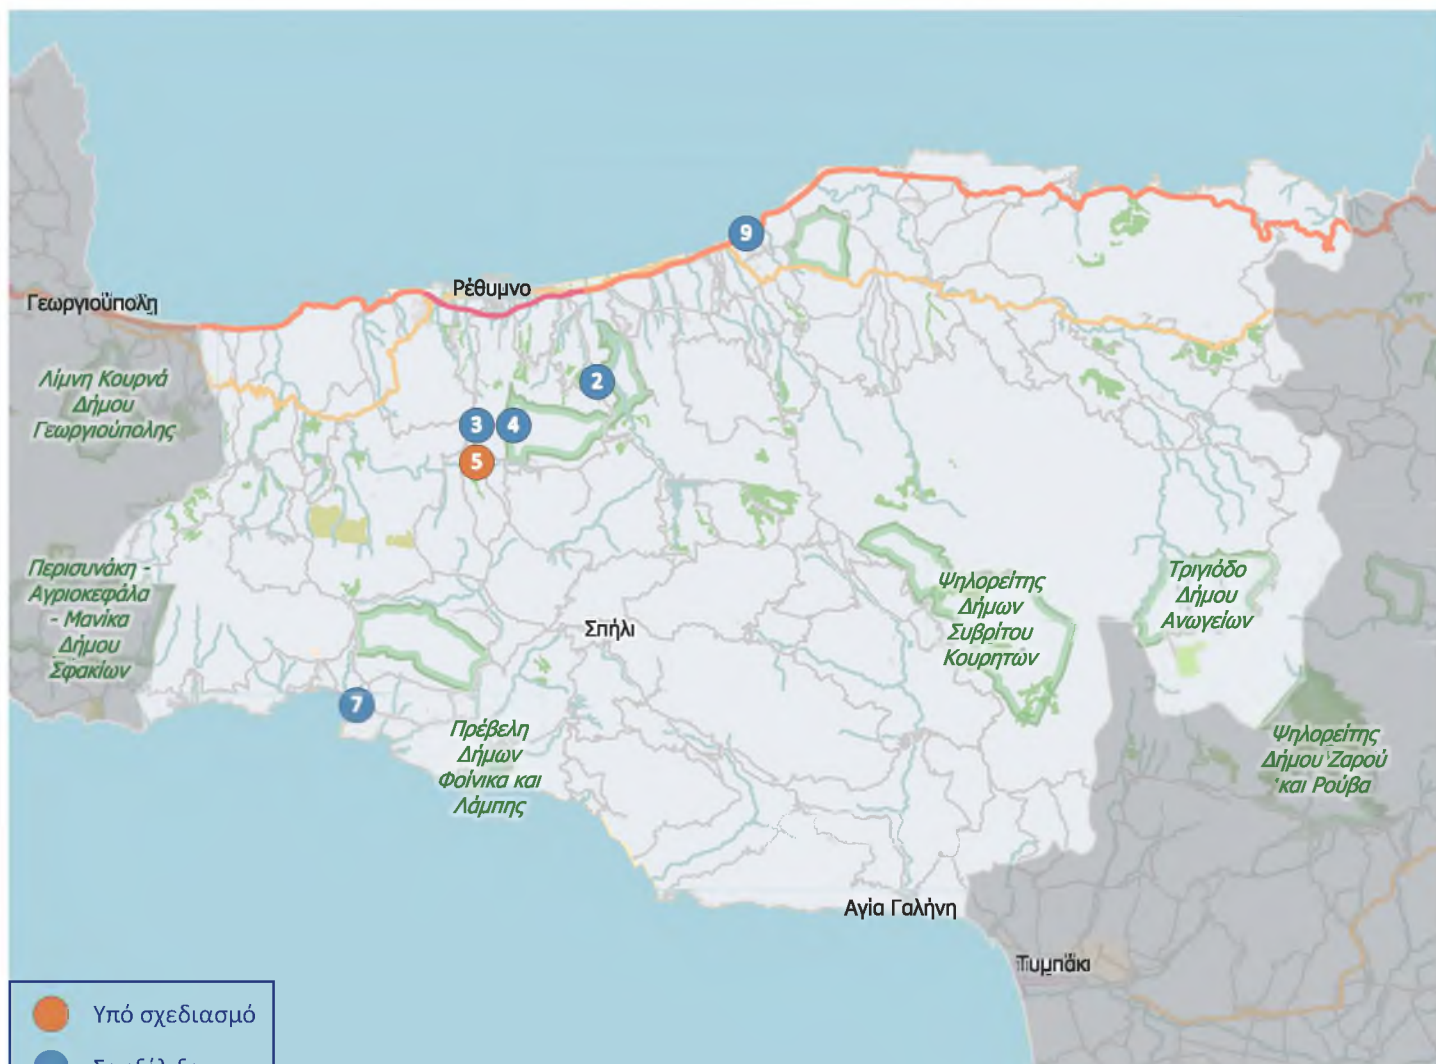 9
Ρέθυμνο
Γεωργιούπολη
Λίμνη Κουρνά
Δήμου
Γεωργιούπολης
2
3
4
5
Περισυνάκη -
Αγριοκεφάλα
- Μανίκα
Δήμου
Σφακίων
Σπήλι
Ψηλορείτης
Δήμων
Συβρίτου
Κουρητών
Τριγιόδο
Δήμου
Ανωγείων
7
Πρέβελη
Δήμων
Φοίνικα και
Λάμπης
Ψηλορείτης
Δήμου Ζαρού
και Ρούβα
Αγία Γαλήνη
Τυμπάκι
Υπό σχεδιασμό